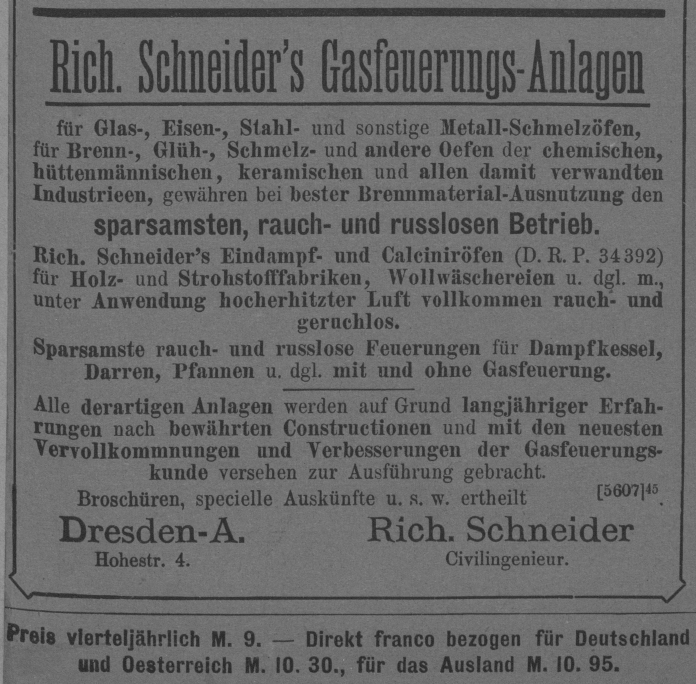 Rich. Schneider's Gasfeuerungs-Anlagen
für Glas-, Eisen-, Stahl- und sonstige Metall-Schmelzöfen,
für Brenn-, Glüh-, Schmelz- und andere Oefen der chemischen,
hüttenmännischen, keramischen und allen damit verwandten
Industrieen, gewähren bei bester Brennmaterial-Ausnutzung den
sparsamsten, rauch- und russlosen Betrieb.
Rich. Schneider's Eindampf- und Calciniröfen (D. R. P. 34392)
für Holz- und Strohstofffabriken, Wollwäschereien u. dgl. m.,
unter Anwendung hocherhitzter Luft vollkommen rauch- und
geruchlos.
Sparsamste rauch- und russlose Feuerungen für Dampfkessel,
Darren, Pfannen u. dgl. mit und ohne Gasfeuerung.
Alle derartigen Anlagen werden auf Grund langjähriger Erfah-
rungen nach bewährten Constructionen und mit den neuesten
Vervollkommnungen und Verbesserungen der Gasfeuerungs-
kunde versehen zur Ausführung gebracht.
Broschüren, specielle Auskünfte u. s. w. ertheilt [5607]45.
Dresden-A. Rich. Schneider
Hohestr. 4. Civilingenieur.
Preis vierteljährlich M. 9. — Direkt franco bezogen für Deutschland
und Oesterreich M. 10. 30., für das Ausland M. 10. 95.